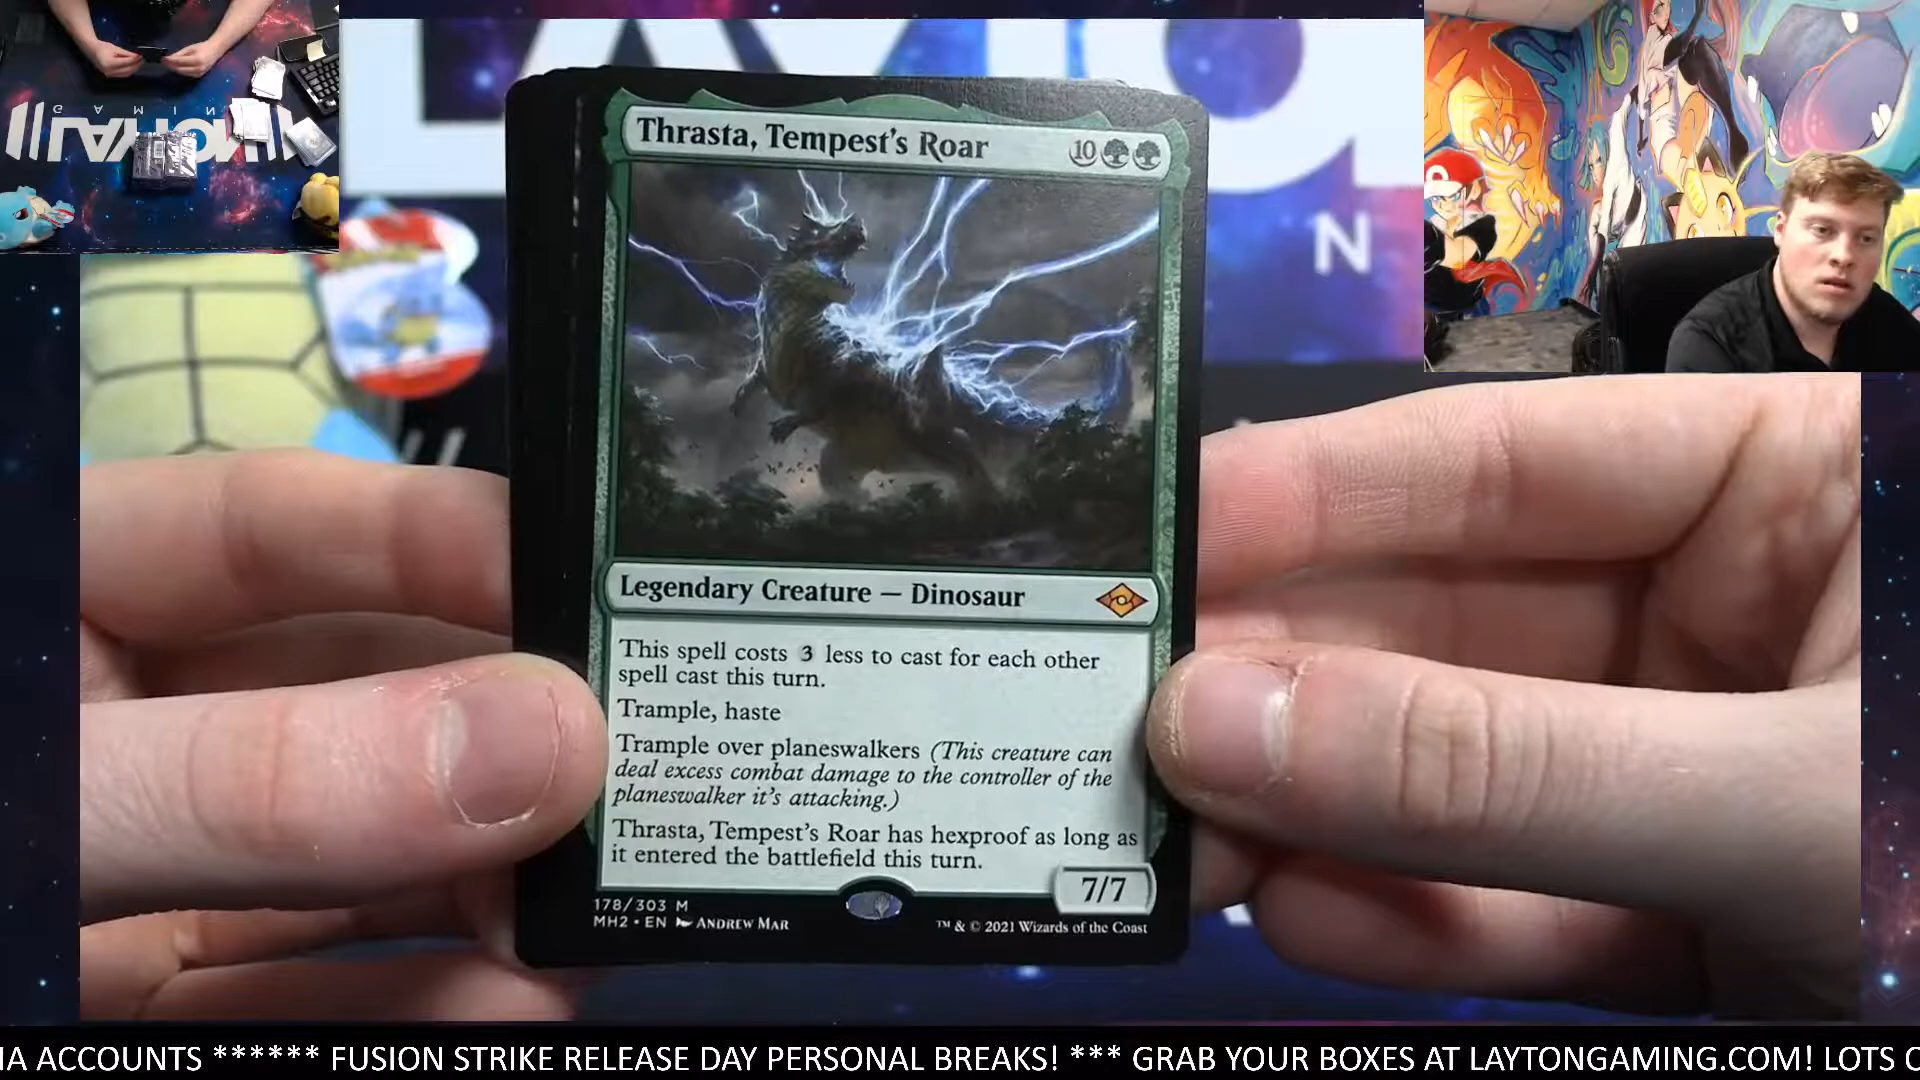 Thrasta, Tempest's Roar
10
Legendary Creature — Dinosaur
This spell costs 3 less to cast for each other
spell cast this turn.
Trample, haste
Trample over planeswalkers (This creature can
deal excess combat damage to the controller of the
planeswalker it's attacking.)
Thrasta, Tempest's Roar has hexproof as long as
it entered the battlefield this turn.
7/7
178/303 M
MH2 • EN ANDREW MAR
™ & © 2021 Wizards of the Coast
N
ACCOUNTS ****** FUSION STRIKE RELEASE DAY PERSONAL BREAKS! *** GRAB YOUR BOXES AT LAYTONGAMING.COM! LOTS